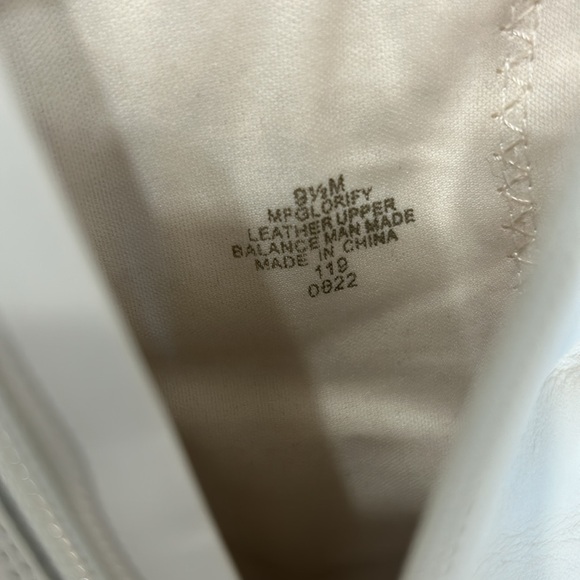 9½M
MFGLORIFY
LEATHER UPPER
BALANCE MAN MADE
MADE IN CHINA
119
0822